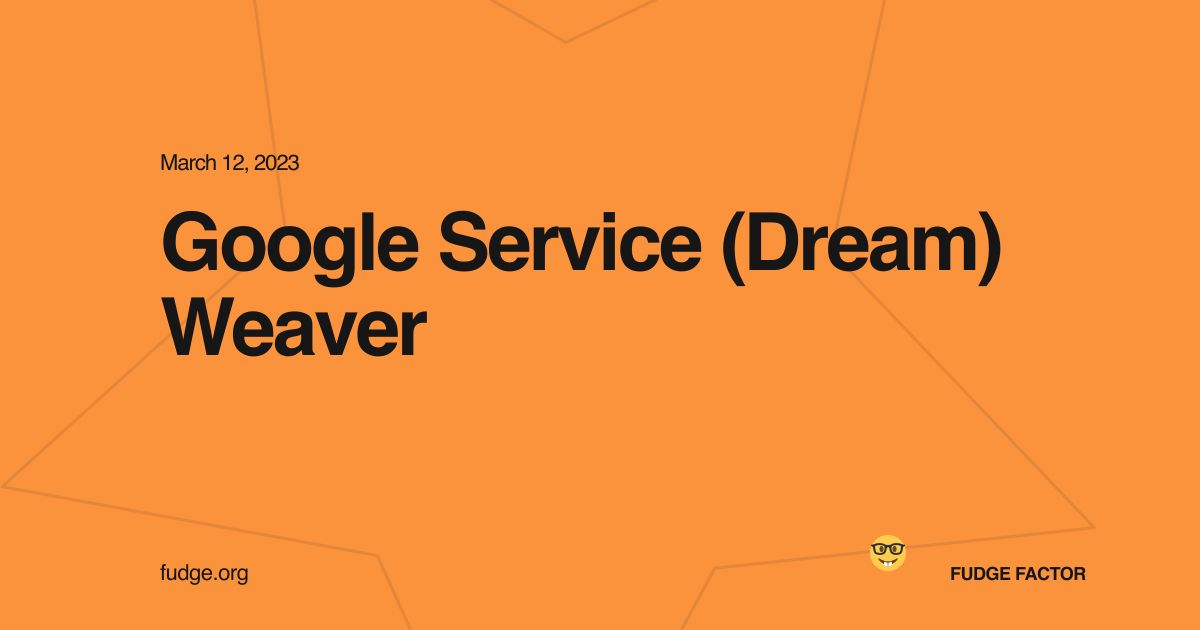 March 12, 2023
Google Service (Dream)
Weaver
fudge.org
FUDGE FACTOR